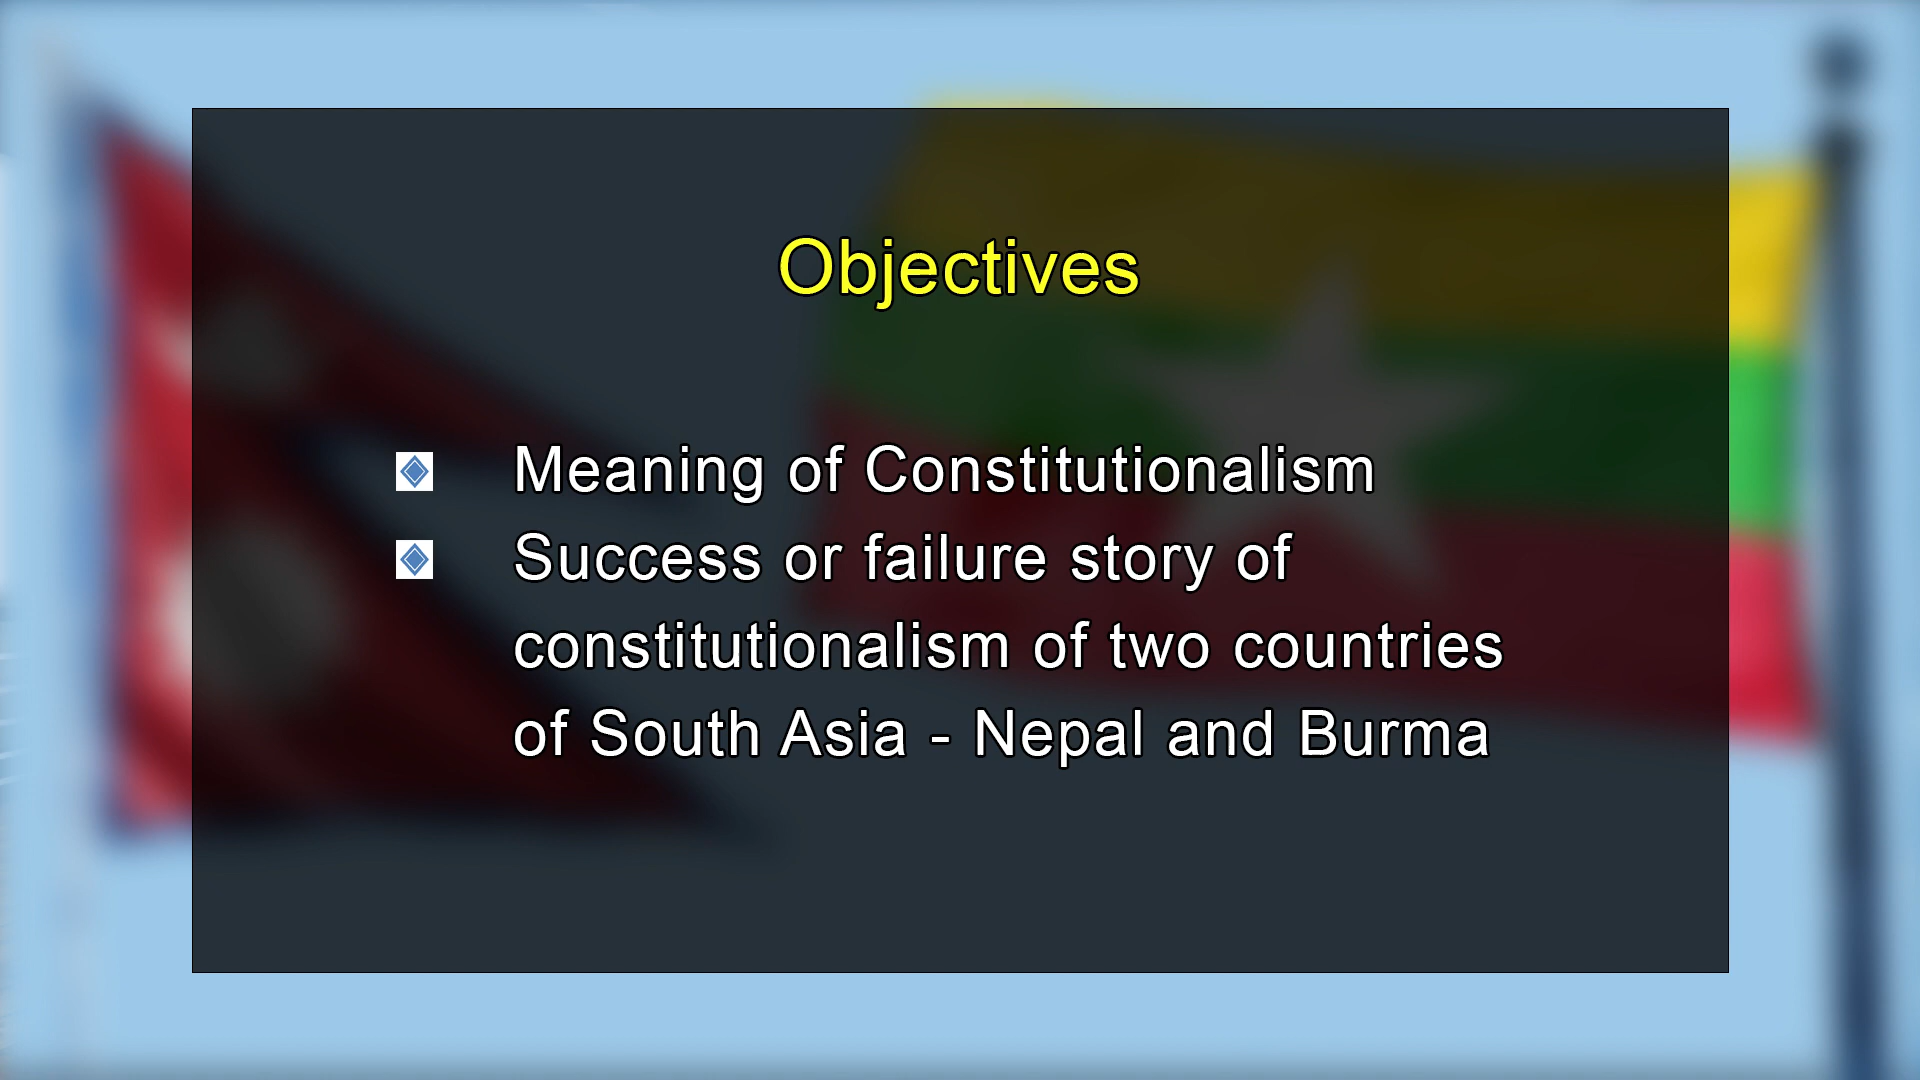 Objectives
Meaning of Constitutionalism
Success or failure story of
constitutionalism of two countries
of South Asia - Nepal and Burma